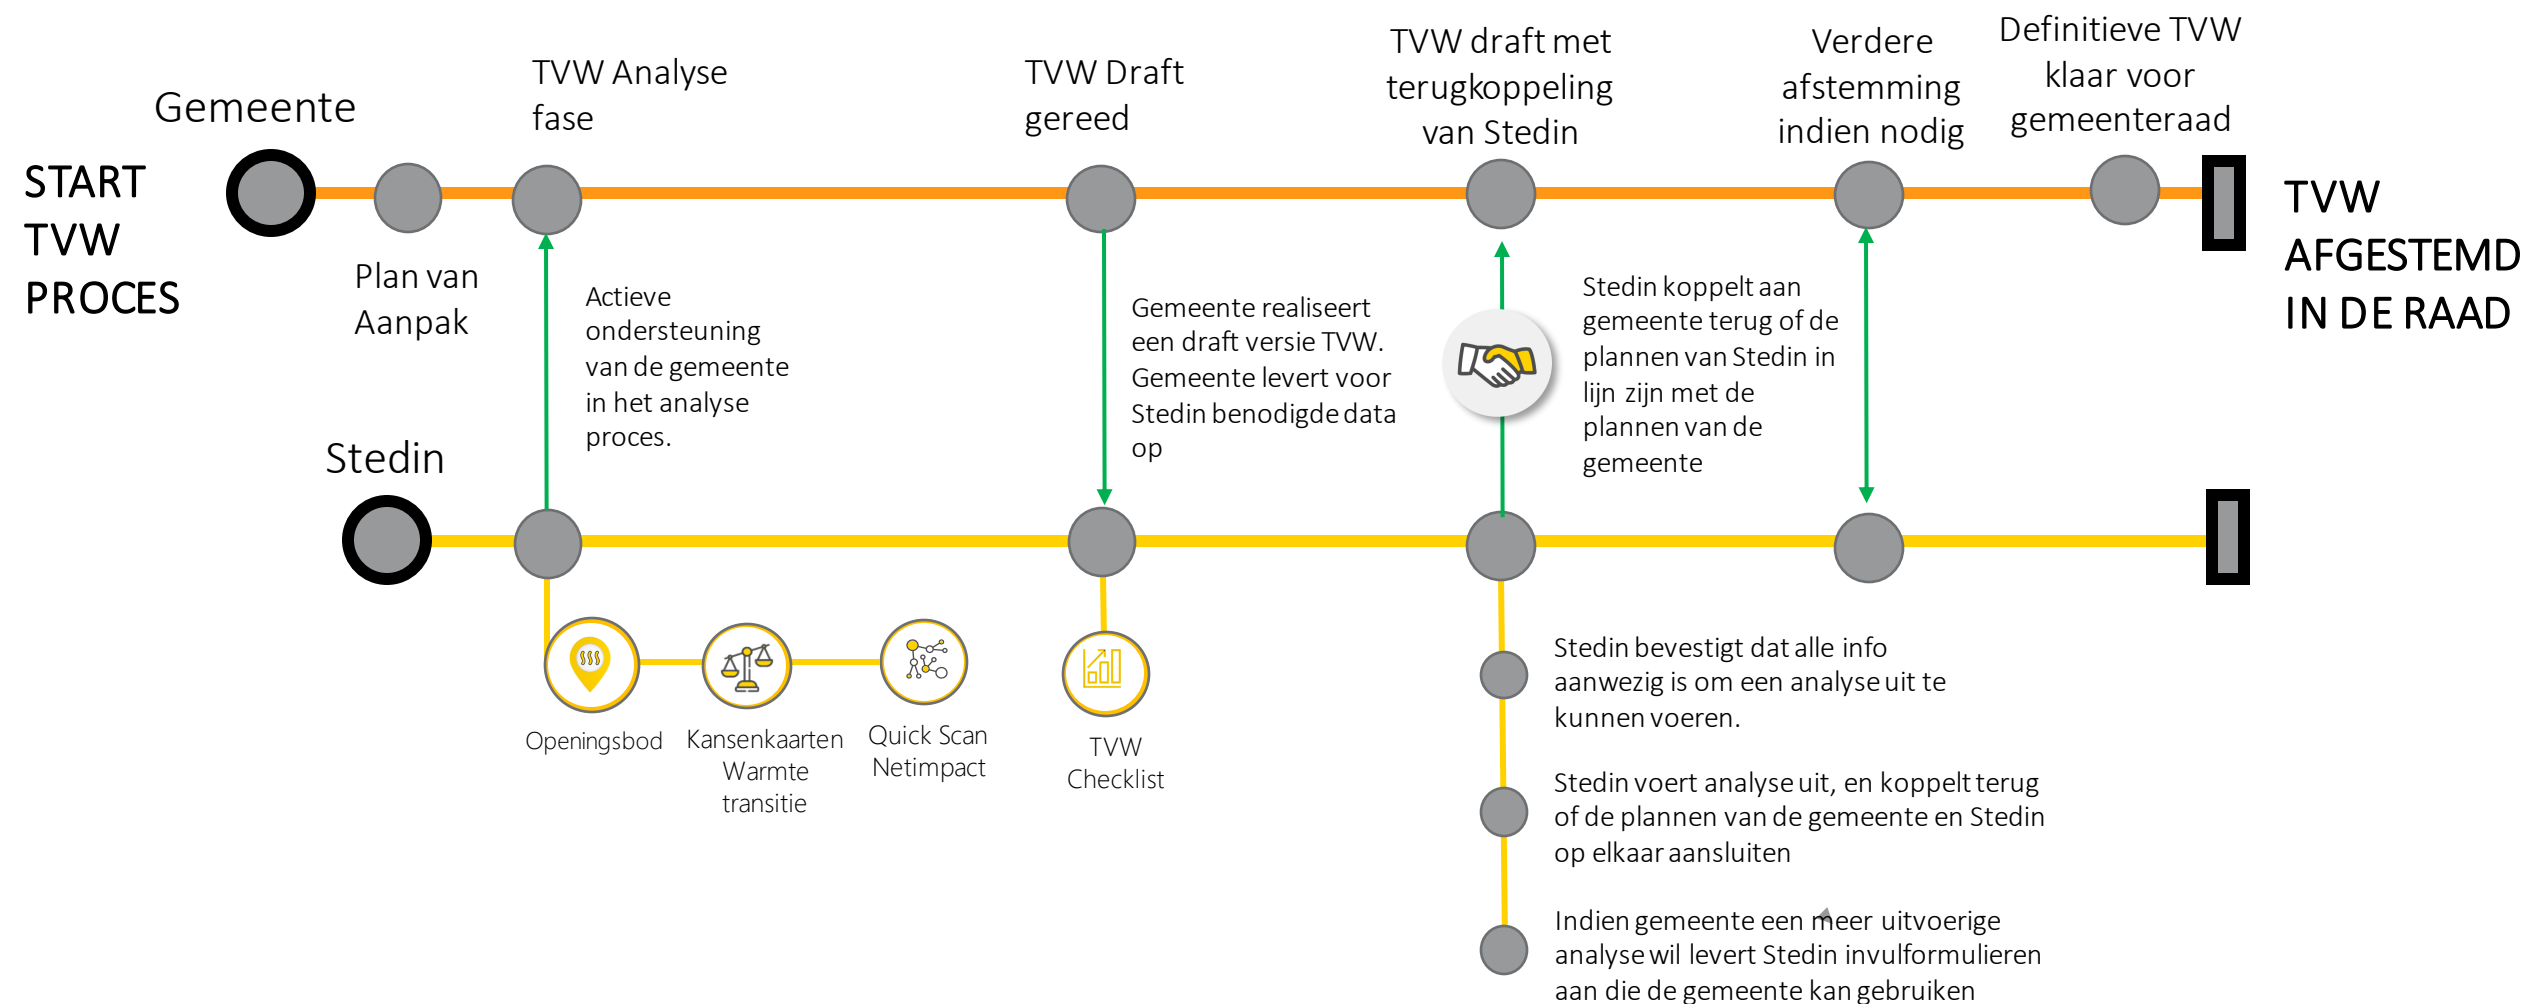 START
TVW
PROCES
Gemeente
Plan van
Aanpak
TVW Analyse
fase
TVW Draft
gereed
TVW draft met
terugkoppeling
van Stedin
Verdere
afstemming
indien nodig
Definitieve TVW
klaar voor
gemeenteraad
TVW
AFGESTEMD
IN DE RAAD
Actieve
ondersteuning
van de gemeente
in het analyse
proces.
Gemeente realiseert
een draft versie TVW.
Gemeente levert voor
Stedin benodigde data
op
Stedin koppelt aan
gemeente terug of de
plannen van Stedin in
lijn zijn met de
plannen van de
gemeente
Stedin
Openingsbod
Kansenkaarten
Warmte
transitie
Quick Scan
Netimpact
TVW
Checklist
Stedin bevestigt dat alle info
aanwezig is om een analyse uit te
kunnen voeren.
Stedin voert analyse uit, en koppelt terug
of de plannen van de gemeente en Stedin
op elkaar aansluiten
Indien gemeente een meer uitvoerige
analyse wil levert Stedin invulformulieren
aan die de gemeente kan gebruiken